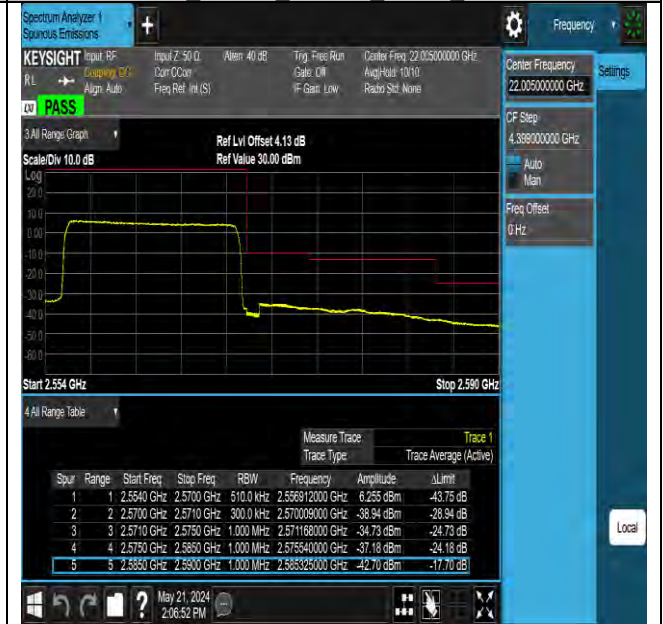 Spectrum Analyzer 1
Spurious Emissions
+
Frequency
KEYSIGHT Input: RF Input Z: 50 Ω Atten: 40 dB Trig: Free Run Center Freq: 22.005000000 GHz
RL Coupling: DC Corr CCorr Gate: Off Avg|Hold: 10/10
Align: Auto Freq Ref: Int (S) IF Gain: Low Radio Std: None
PASS
Center Frequency
22.005000000 GHz
Settings
CF Step
4.399000000 GHz
Auto
Man
Freq Offset
0 Hz
3 All Range Graph
Ref Lvl Offset 4.13 dB
Scale/Div 10.0 dB Ref Value 30.00 dBm
Log
20.0
10.0
0.00
-10.0
-20.0
-30.0
-40.0
-50.0
-60.0
Start 2.554 GHz Stop 2.590 GHz
4 All Range Table
Measure Trace Trace 1
Trace Type Trace Average (Active)
Spur Range Start Freq Stop Freq RBW Frequency Amplitude ΔLimit
1 1 2.5540 GHz 2.5700 GHz 510.0 kHz 2.556912000 GHz 6.255 dBm -43.75 dB
2 2 2.5700 GHz 2.5710 GHz 300.0 kHz 2.570009000 GHz -38.94 dBm -28.94 dB
3 3 2.5710 GHz 2.5750 GHz 1.000 MHz 2.571168000 GHz -34.73 dBm -24.73 dB
4 4 2.5750 GHz 2.5850 GHz 1.000 MHz 2.575540000 GHz -37.18 dBm -24.18 dB
5 5 2.5850 GHz 2.5900 GHz 1.000 MHz 2.585325000 GHz -42.70 dBm -17.70 dB
Local
?
May 21, 2024
2:06:52 PM